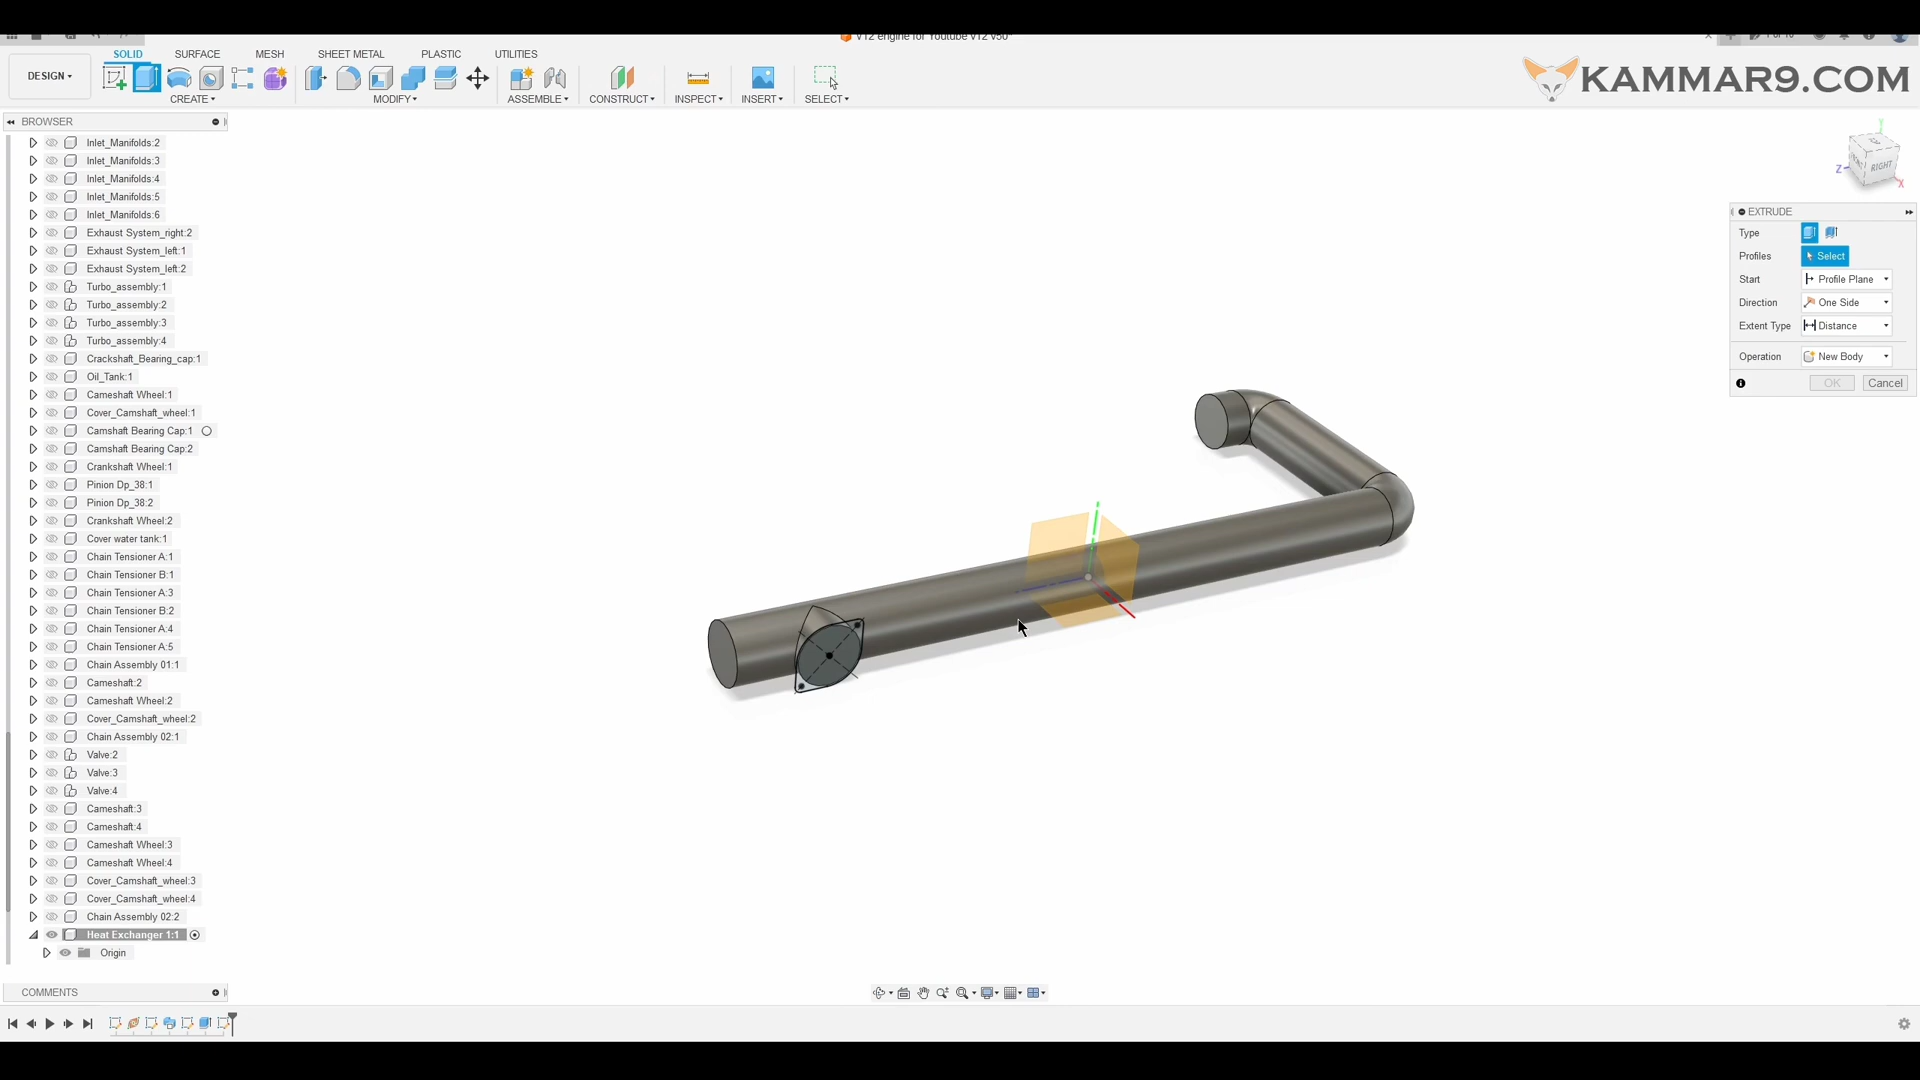 V12 engine for Youtube V12 v50*
SOLID SURFACE MESH SHEET METAL PLASTIC UTILITIES
DESIGN
CREATE MODIFY ASSEMBLE CONSTRUCT INSPECT INSERT SELECT
KAMMAR9.COM
BROWSER
Inlet_Manifolds:2
Inlet_Manifolds:3
Inlet_Manifolds:4
Inlet_Manifolds:5
Inlet_Manifolds:6
Exhaust System_right:2
Exhaust System_left:1
Exhaust System_left:2
Turbo_assembly:1
Turbo_assembly:2
Turbo_assembly:3
Turbo_assembly:4
Crackshaft_Bearing_cap:1
Oil_Tank:1
Cameshaft Wheel:1
Cover_Camshaft_wheel:1
Camshaft Bearing Cap:1
Camshaft Bearing Cap:2
Crankshaft Wheel:1
Pinion Dp_38:1
Pinion Dp_38:2
Crankshaft Wheel:2
Cover water tank:1
Chain Tensioner A:1
Chain Tensioner B:1
Chain Tensioner A:3
Chain Tensioner B:2
Chain Tensioner A:4
Chain Tensioner A:5
Chain Assembly 01:1
Cameshaft:2
Cameshaft Wheel:2
Cover_Camshaft_wheel:2
Chain Assembly 02:1
Valve:2
Valve:3
Valve:4
Cameshaft:3
Cameshaft:4
Cameshaft Wheel:3
Cameshaft Wheel:4
Cover_Camshaft_wheel:3
Cover_Camshaft_wheel:4
Chain Assembly 02:2
Heat Exchanger 1:1
Origin
COMMENTS
Y
Z
X
RIGHT
EXTRUDE
Type
Profiles Select
Start Profile Plane
Direction One Side
Extent Type Distance
Operation New Body
OK Cancel